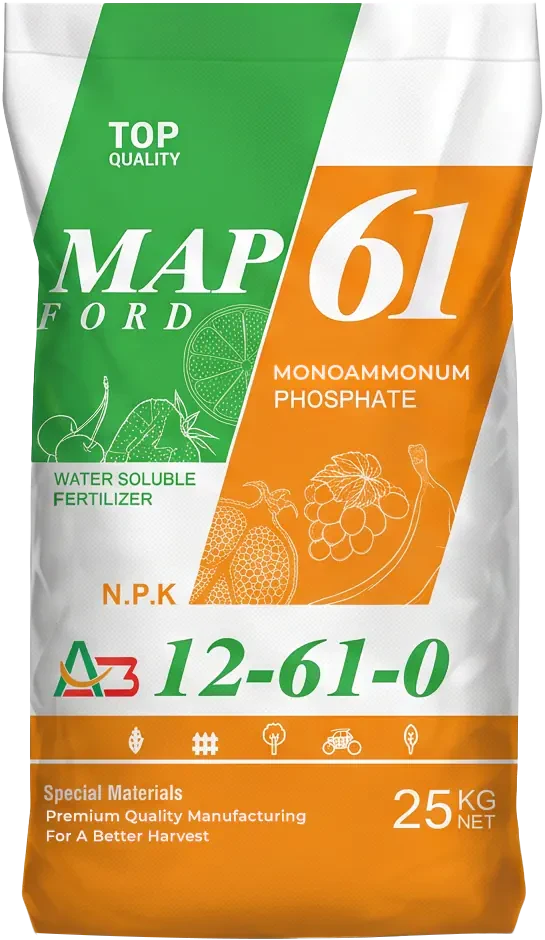 TOP
QUALITY
MAP 61
FORD
MONOAMMONUM
PHOSPHATE
WATER SOLUBLE
FERTILIZER
N.P.K
A3 12-61-0
Special Materials
Premium Quality Manufacturing
For A Better Harvest
25 KG
NET